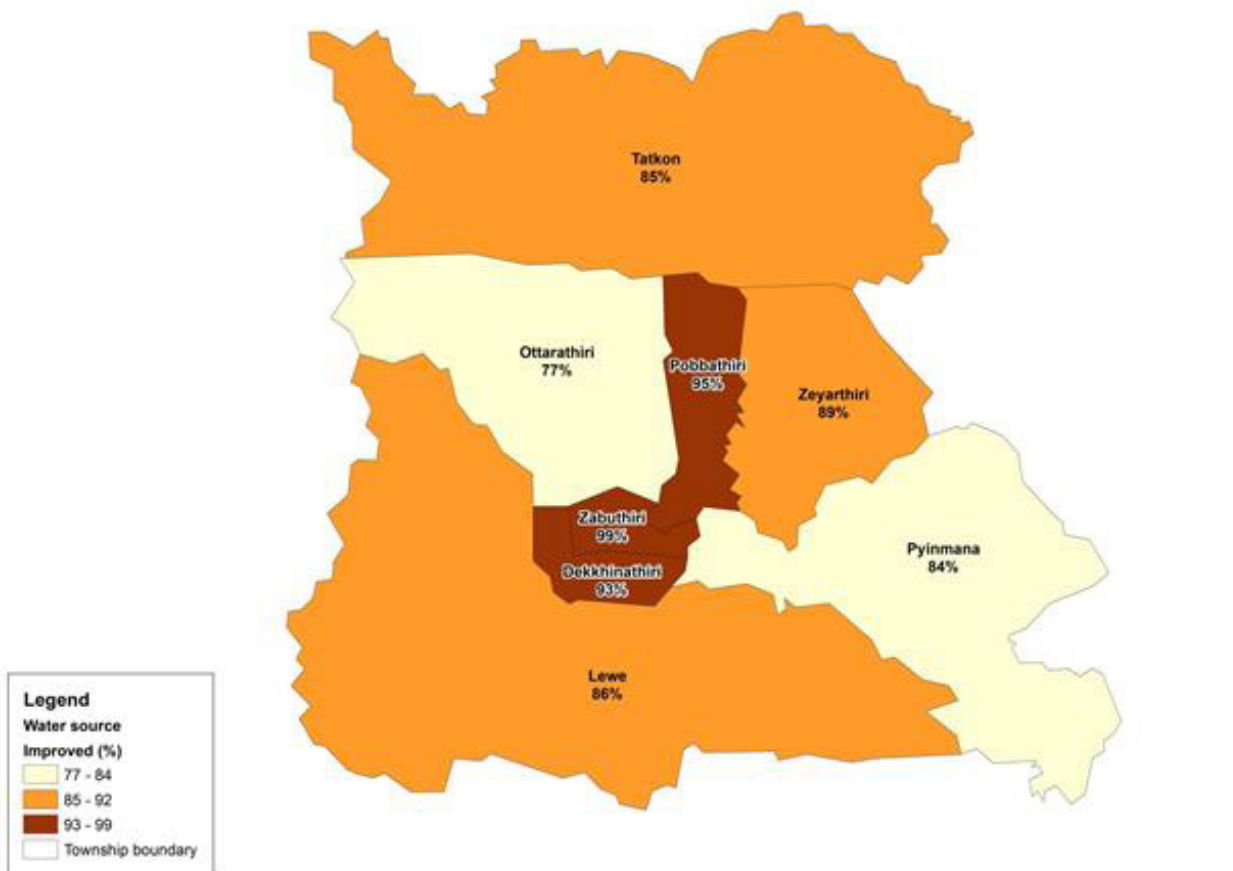 Tatkon
85%
Ottarathiri
77%
Pobbathiri
95%
Zeyarthiri
89%
Zabuthiri
99%
Dekkhinathiri
93%
Pyinmana
84%
Lewe
86%
Legend
Water source
Improved (%)
77 - 84
85 - 92
93 - 99
Township boundary